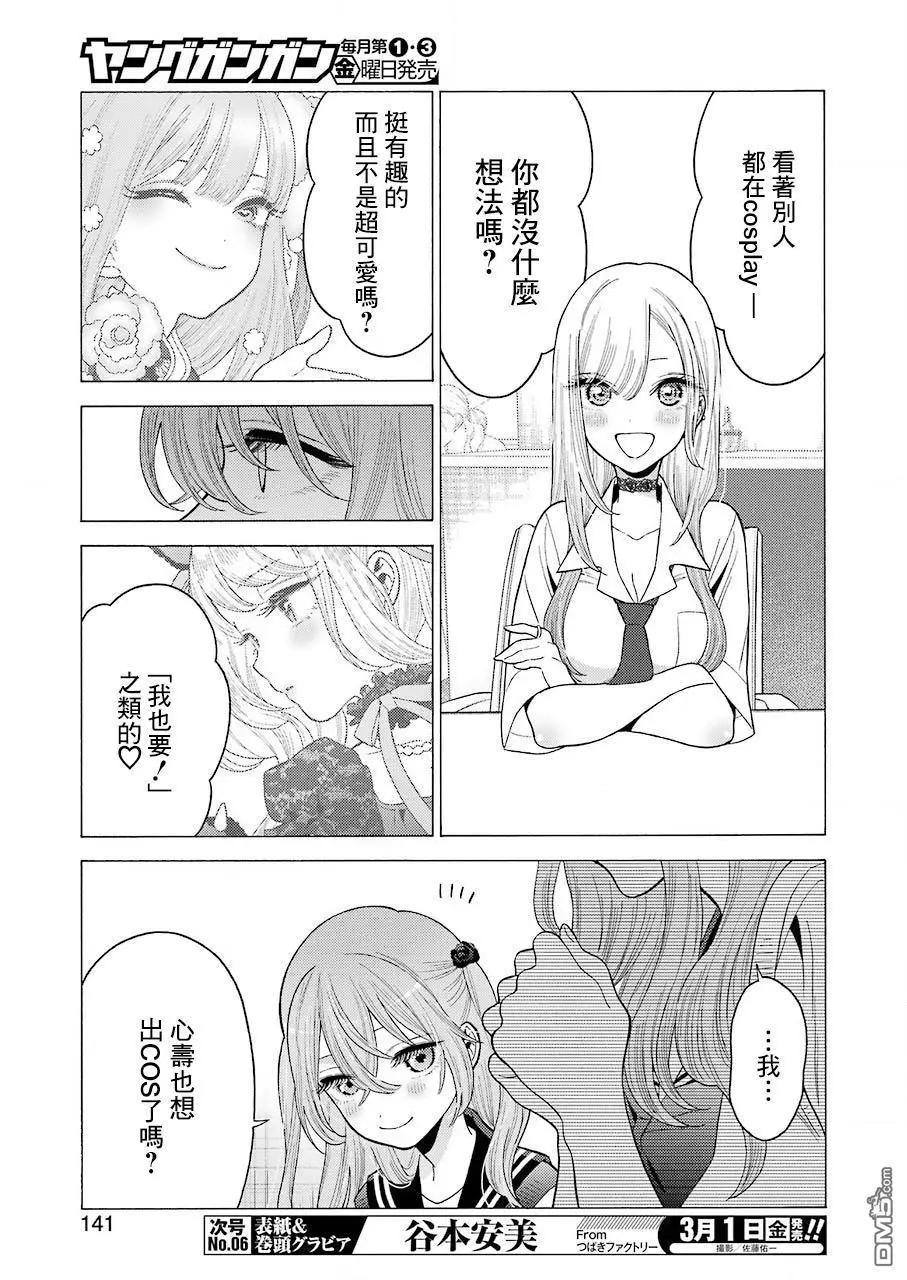 ヤングガンガン
毎月第1・3
金曜日発売
看著別人
都在cosplay—
你都沒什麼
想法嗎?
挺有趣的
而且不是超可愛嗎?
「我也要!」
之類的♡
…我…
心壽也想
出COS了嗎?
141
次号
No.06
表紙&
巻頭グラビア
谷本安美
From
つばきファクトリー
3月1日金発売!!
撮影/佐藤佑一
DM5.com